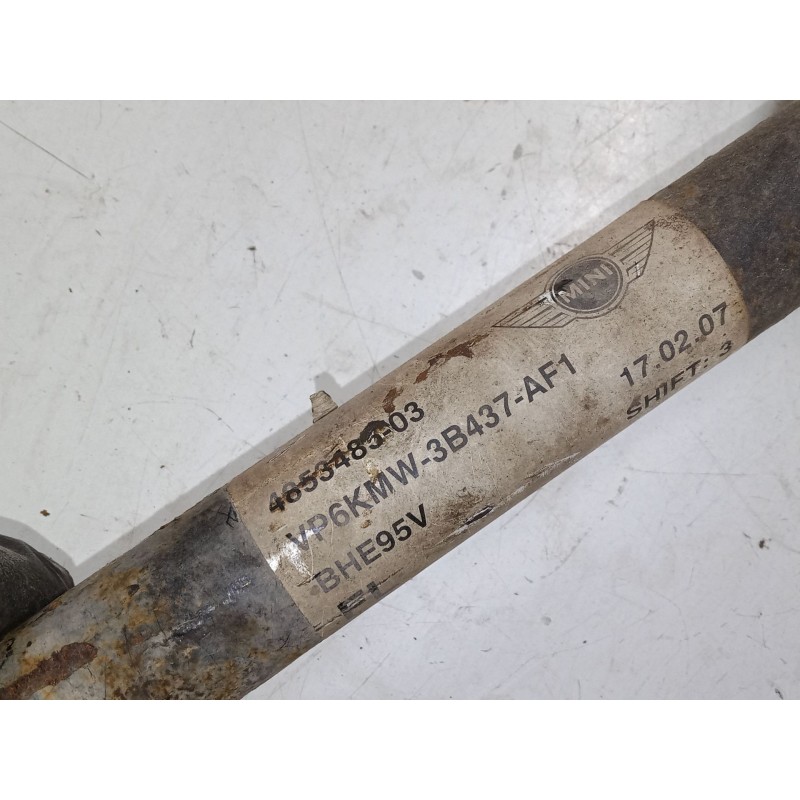 MINI
4853483-03
VP6KMW-3B437-AF1
BHE95V
17.02.07
SHIFT: 3